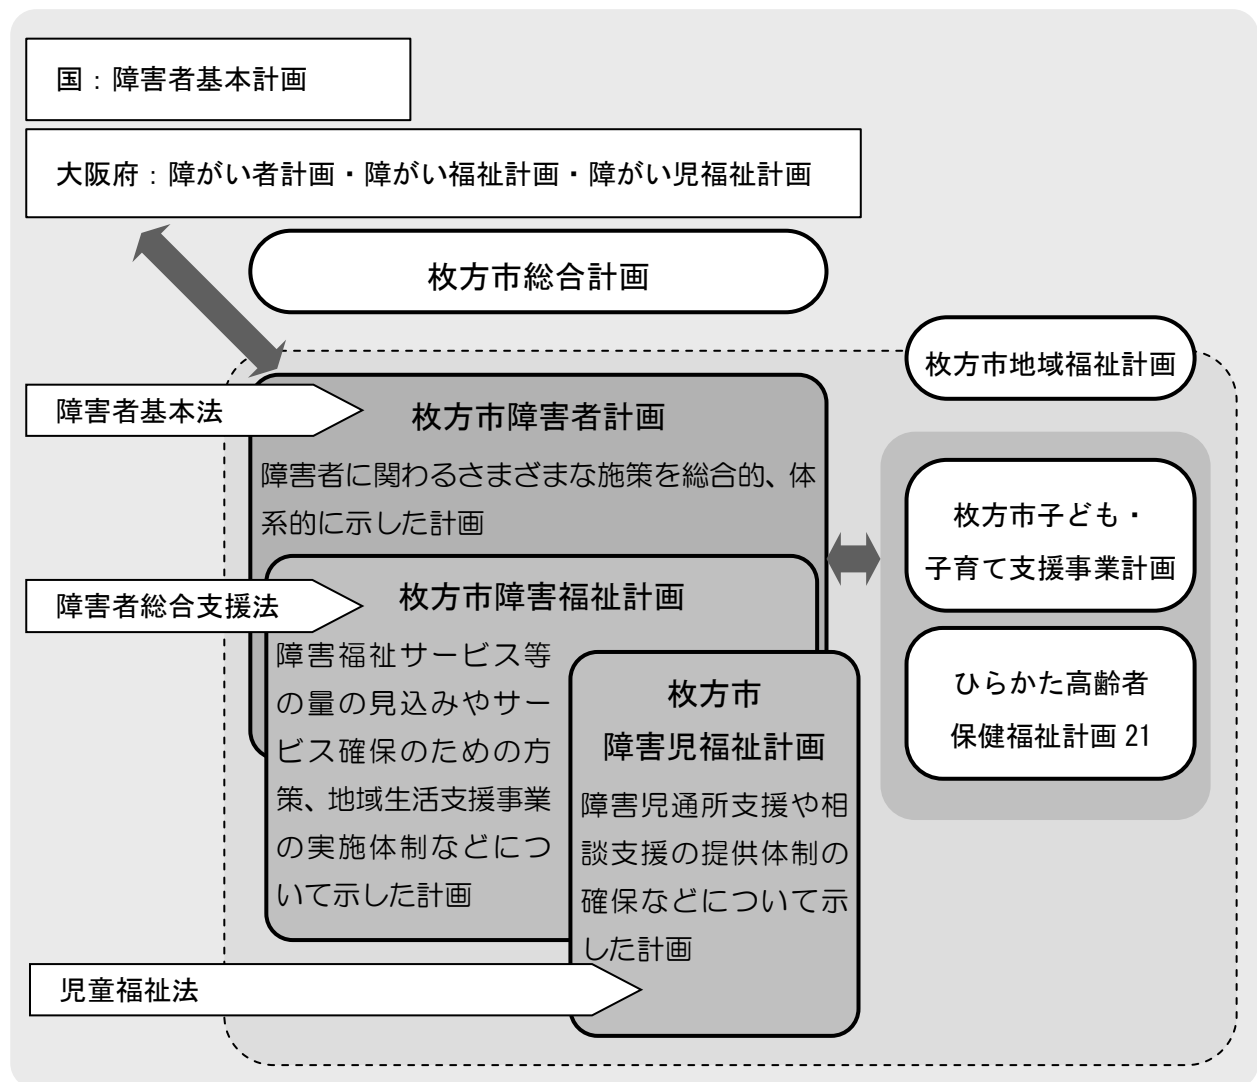 国：障害者基本計画
大阪府：障がい者計画・障がい福祉計画・障がい児福祉計画
枚方市総合計画
枚方市地域福祉計画
障害者基本法
枚方市障害者計画
障害者に関わるさまざまな施策を総合的、体
系的に示した計画
枚方市子ども・
子育て支援事業計画
障害者総合支援法
枚方市障害福祉計画
障害福祉サービス等
の量の見込みやサー
ビス確保のための方
策、地域生活支援事業
の実施体制などにつ
いて示した計画
枚方市
障害児福祉計画
障害児通所支援や相
談支援の提供体制の
確保などについて示
した計画
ひらかた高齢者
保健福祉計画 21
児童福祉法